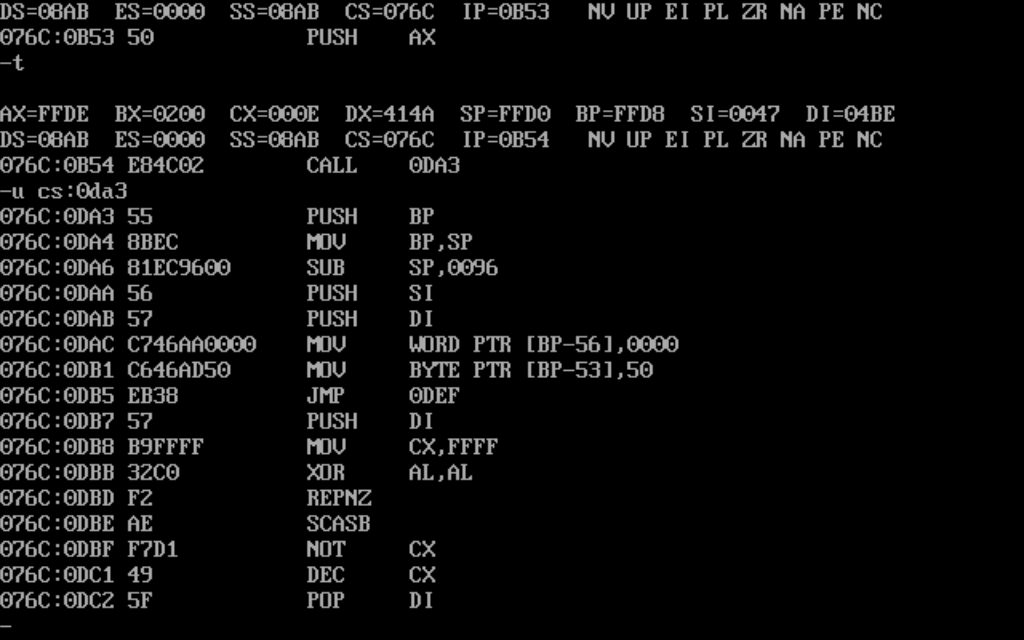 DS=08AB  ES=0000  SS=08AB  CS=076C  IP=0B53   NV UP EI PL ZR NA PE NC
076C:0B53 50            PUSH    AX
-t
AX=FFDE  BX=0200  CX=000E  DX=414A  SP=FFD0  BP=FFD8  SI=0047  DI=04BE
DS=08AB  ES=0000  SS=08AB  CS=076C  IP=0B54   NV UP EI PL ZR NA PE NC
076C:0B54 E84C02        CALL    0DA3
-u cs:0da3
076C:0DA3 55            PUSH    BP
076C:0DA4 8BEC          MOV     BP,SP
076C:0DA6 81EC9600      SUB     SP,0096
076C:0DAA 56            PUSH    SI
076C:0DAB 57            PUSH    DI
076C:0DAC C746AA0000    MOV     WORD PTR [BP-56],0000
076C:0DB1 C646AD50      MOV     BYTE PTR [BP-53],50
076C:0DB5 EB38          JMP     0DEF
076C:0DB7 57            PUSH    DI
076C:0DB8 B9FFFF        MOV     CX,FFFF
076C:0DBB 32C0          XOR     AL,AL
076C:0DBD F2            REPNZ
076C:0DBE AE            SCASB
076C:0DBF F7D1          NOT     CX
076C:0DC1 49            DEC     CX
076C:0DC2 5F            POP     DI
-